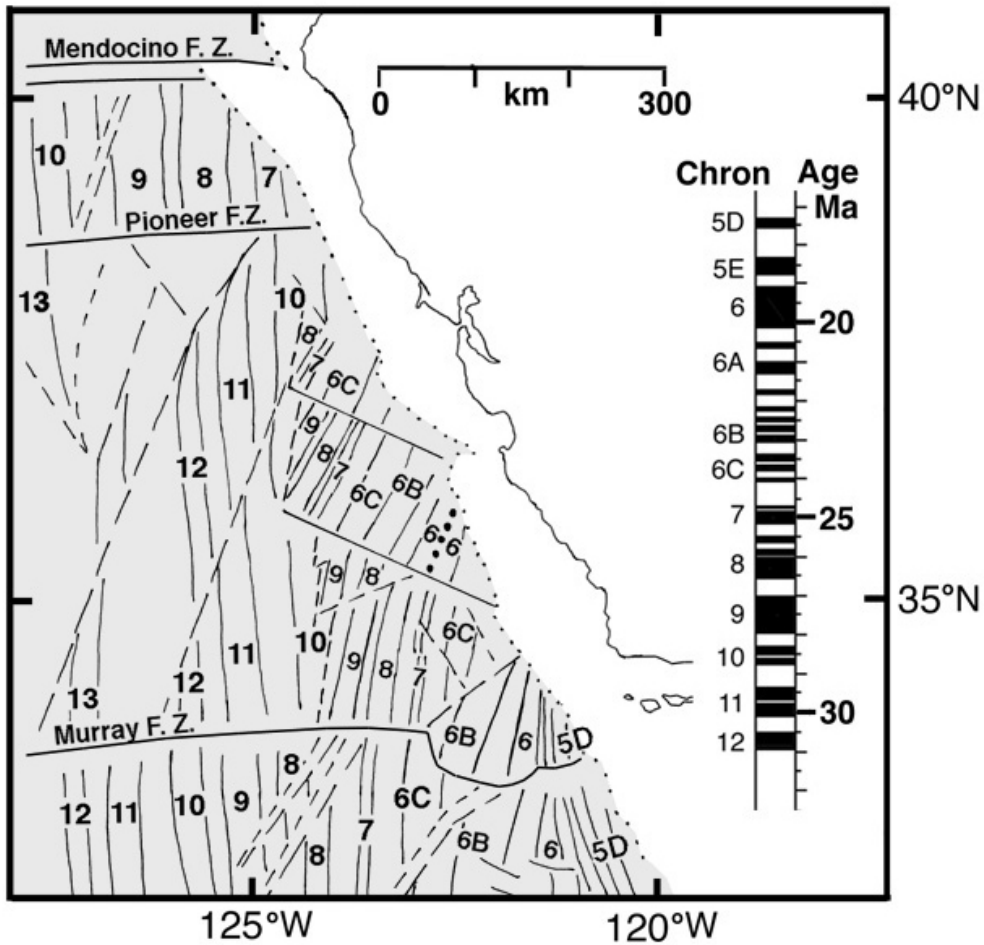 Mendocino F. Z.
0 km 300
40°N
10
9
8
7
Pioneer F.Z.
Chron Age
Ma
5D
5E
6
20
6A
6B
6C
7
25
8
9
10
11
30
12
13
10
8
7
6C
11
9
8
7
6C
6B
12
6 6
9
8
35°N
10
11
9
8
7
6C
13
12
Murray F. Z.
6B
6
5D
8
12
11
10
9
6C
7
8
6B
6
5D
125°W
120°W